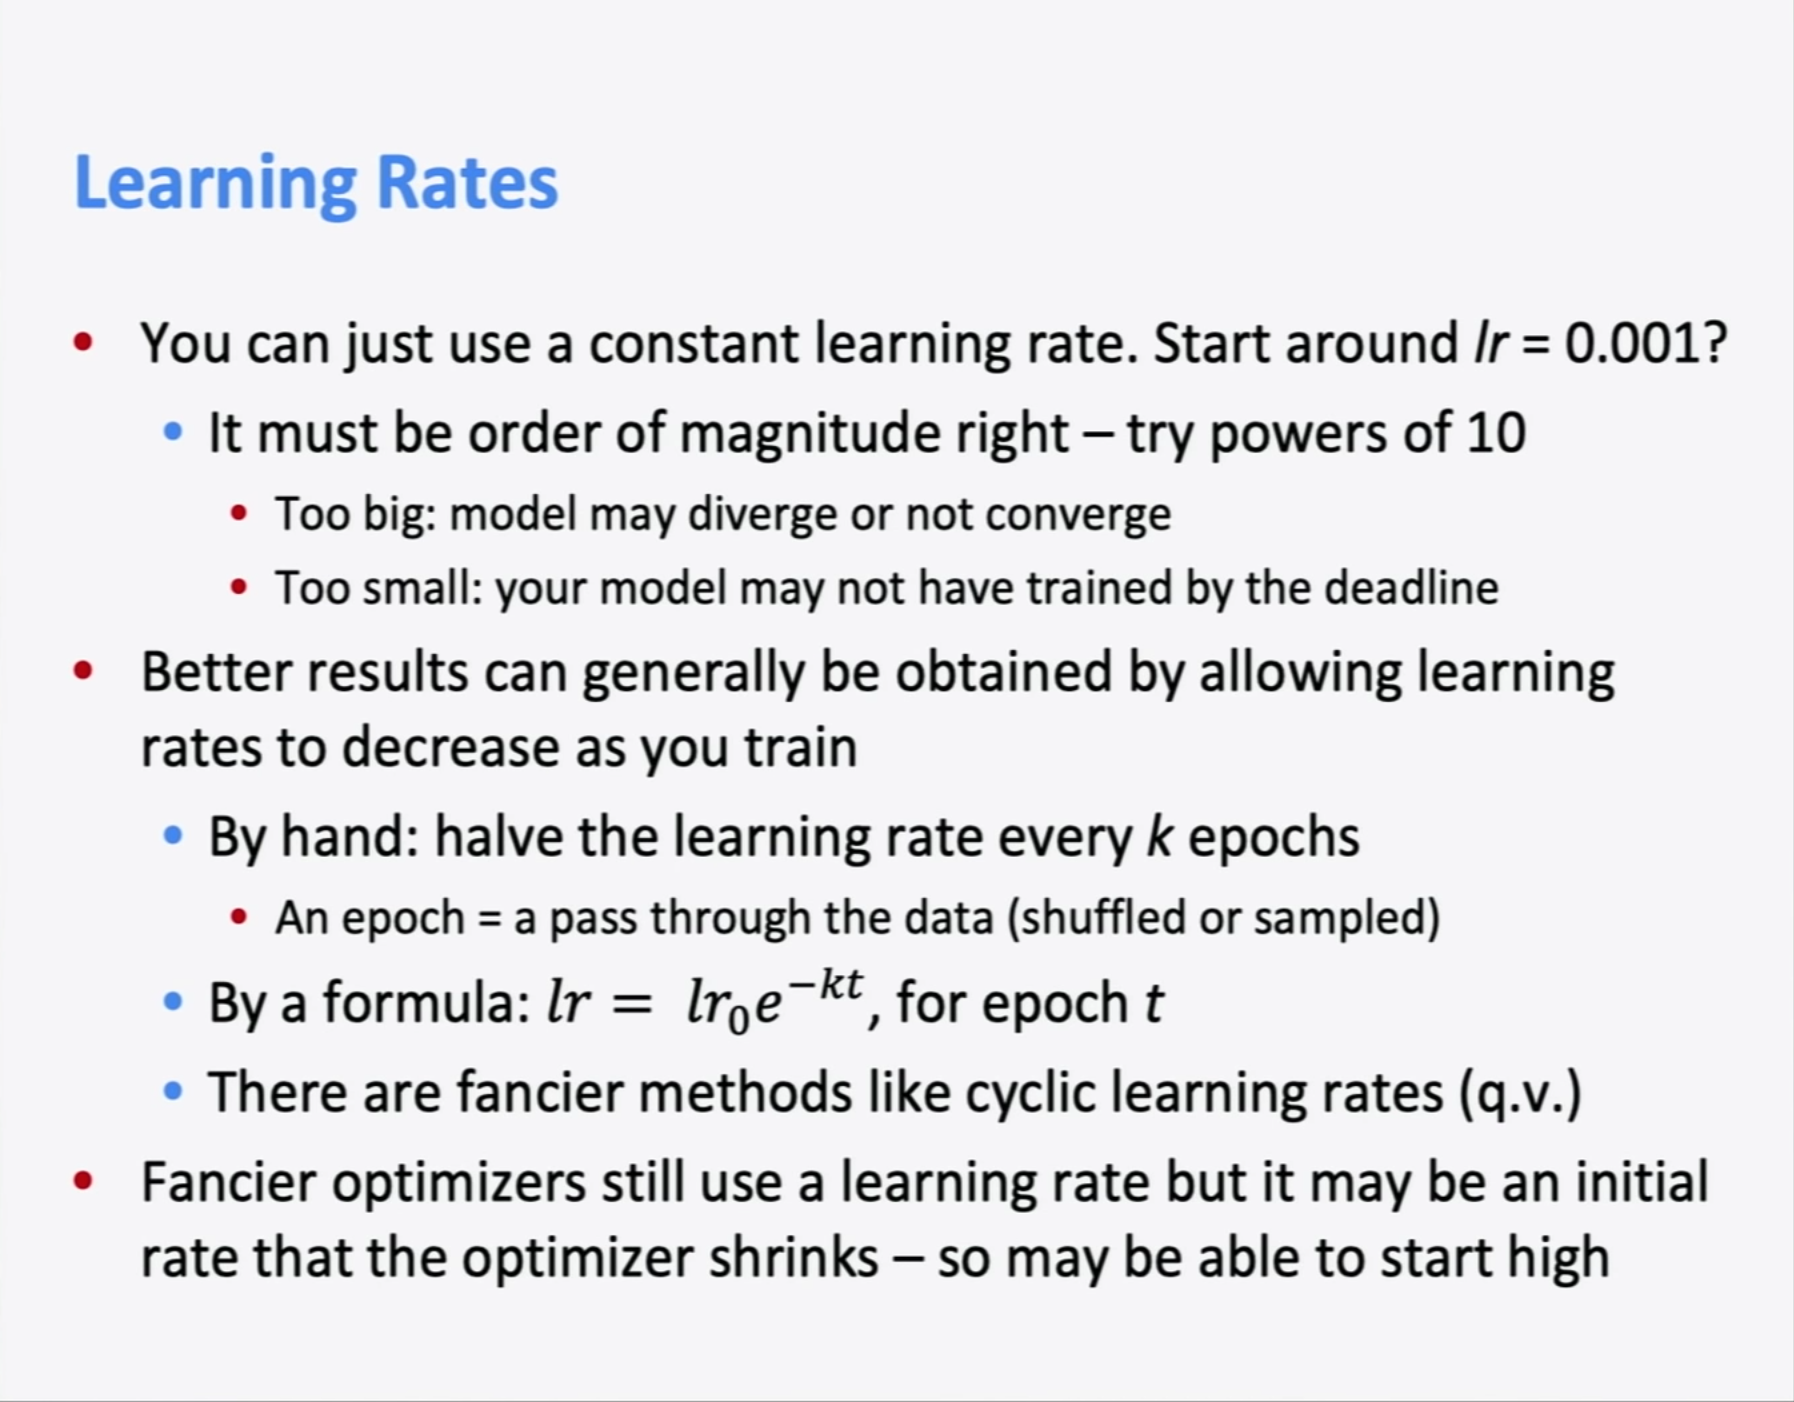 Learning Rates
• You can just use a constant learning rate. Start around lr = 0.001?
• It must be order of magnitude right – try powers of 10
• Too big: model may diverge or not converge
• Too small: your model may not have trained by the deadline
• Better results can generally be obtained by allowing learning
rates to decrease as you train
• By hand: halve the learning rate every k epochs
• An epoch = a pass through the data (shuffled or sampled)
• By a formula: lr = lr₀e^{−kt}, for epoch t
• There are fancier methods like cyclic learning rates (q.v.)
• Fancier optimizers still use a learning rate but it may be an initial
rate that the optimizer shrinks – so may be able to start high